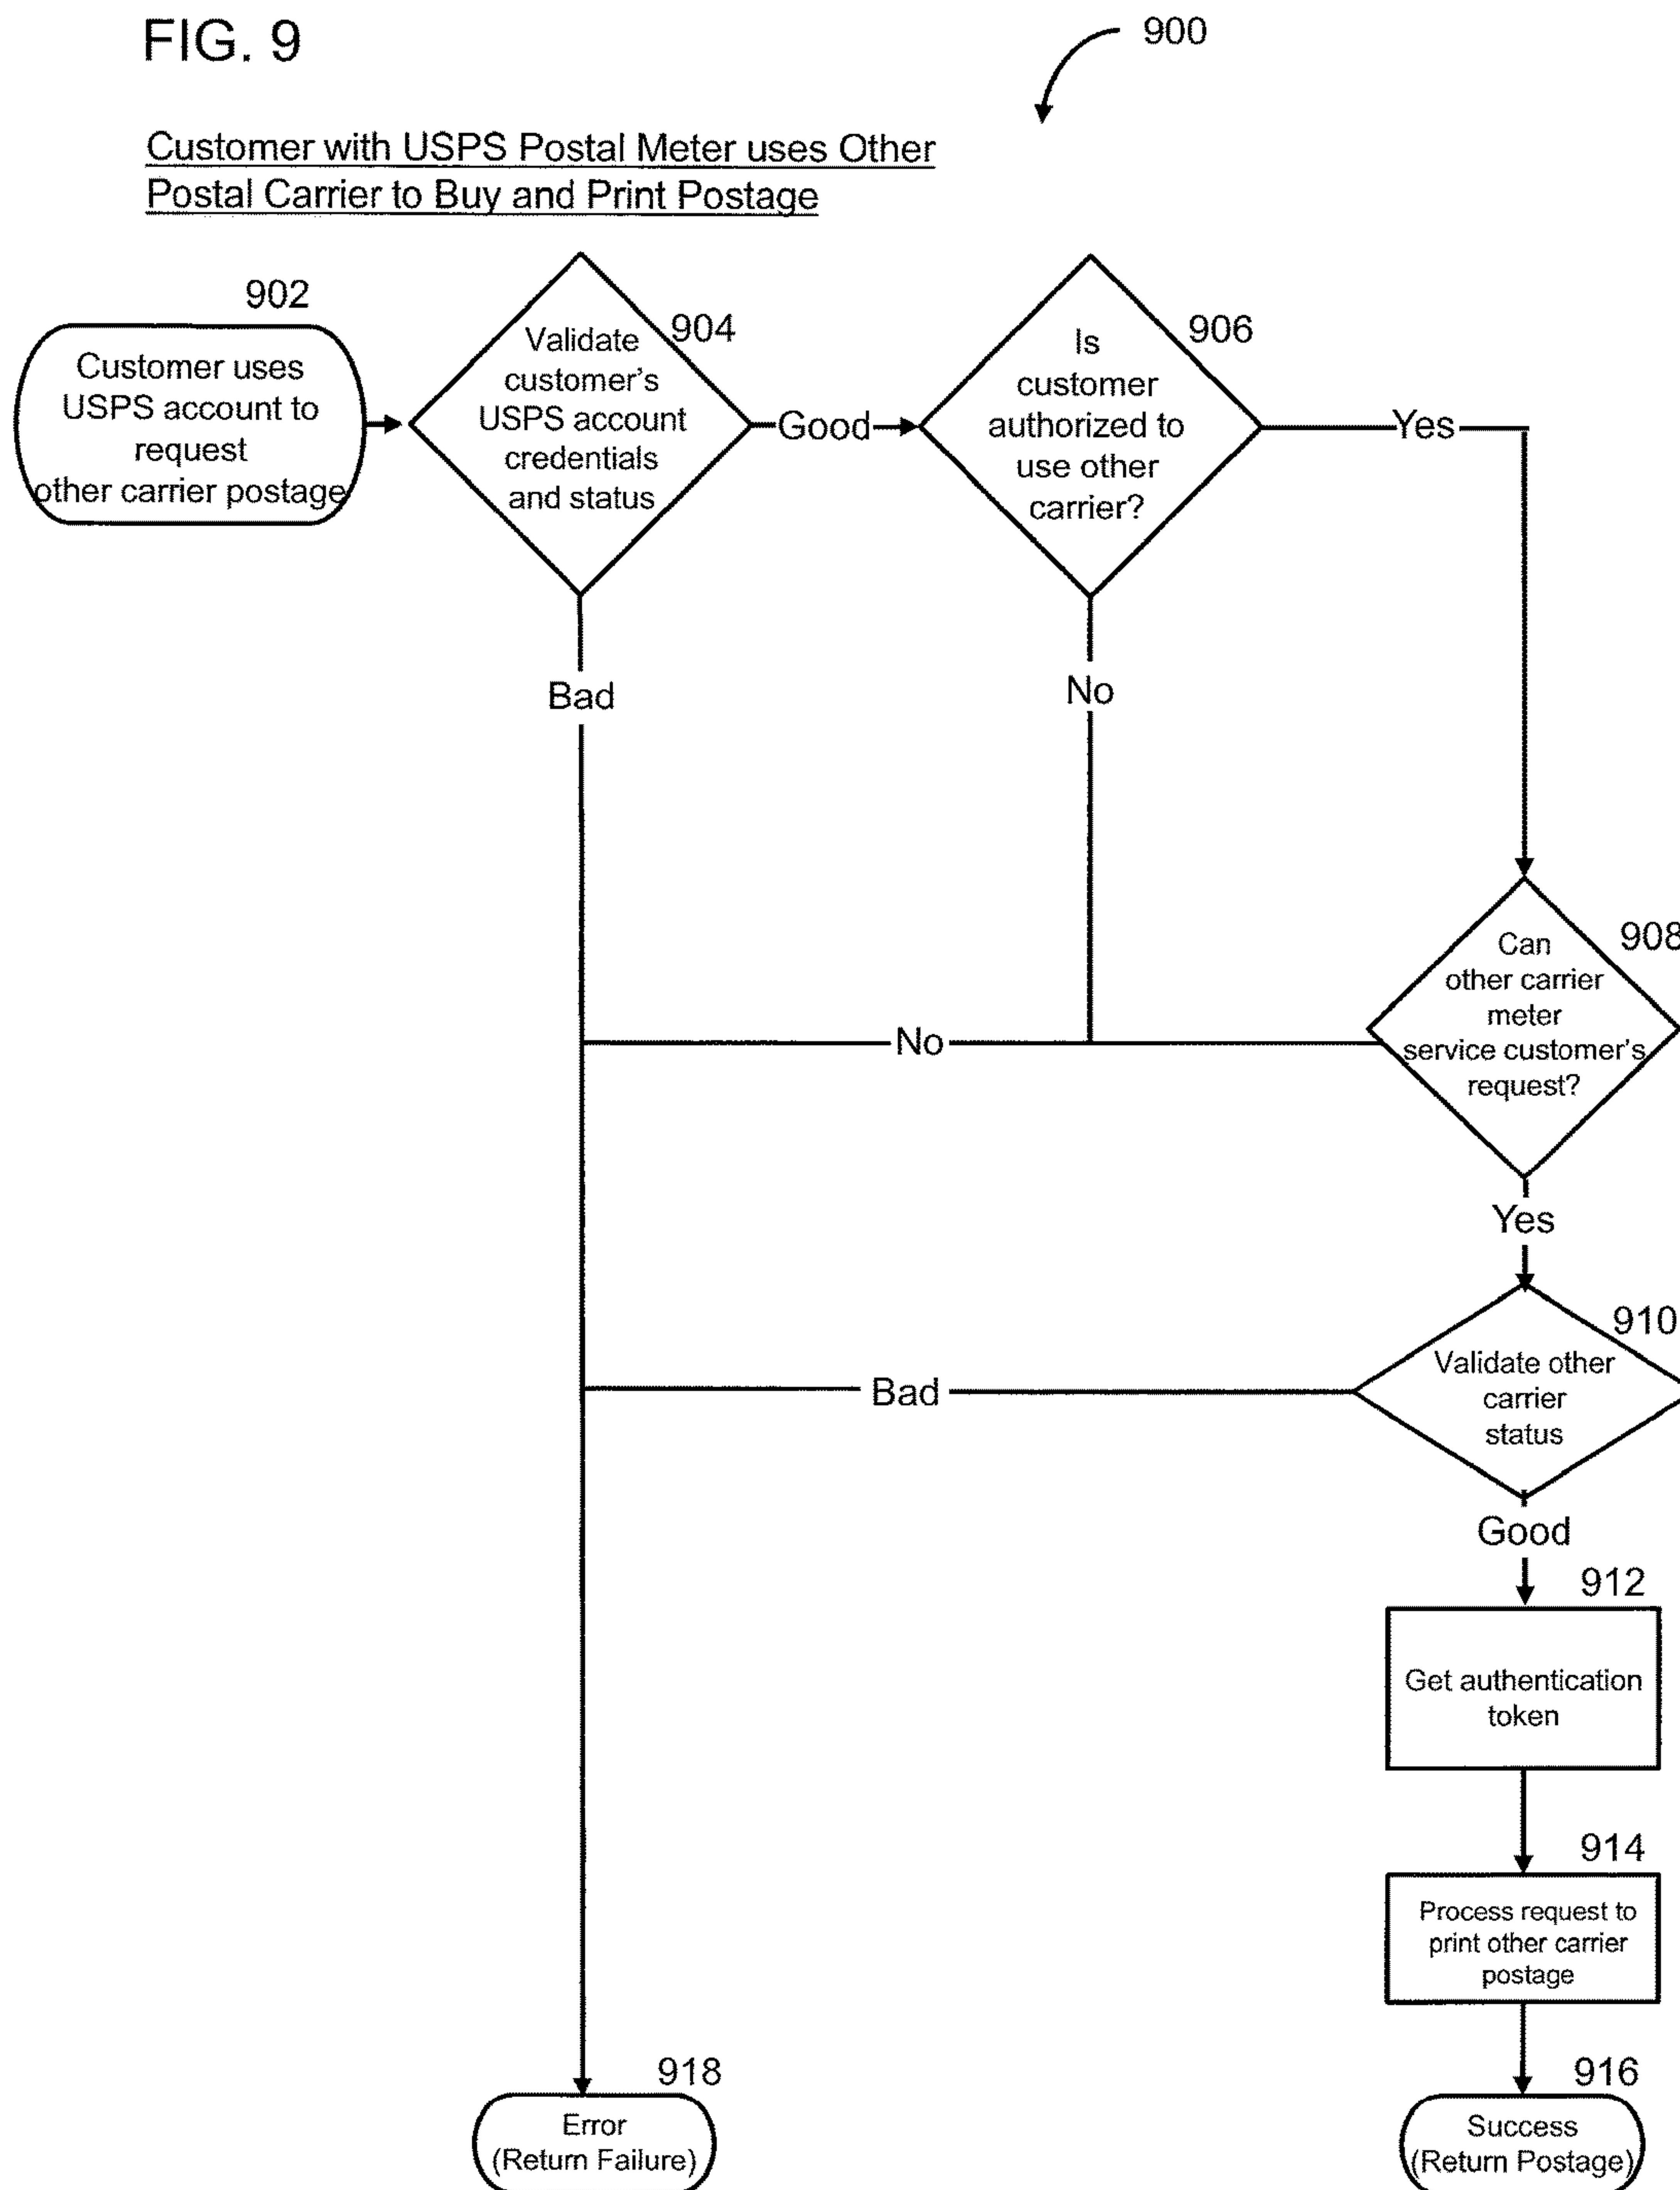 FIG. 9
900
Customer with USPS Postal Meter uses Other
Postal Carrier to Buy and Print Postage
902
Customer uses
USPS account to
request
other carrier postage
904
Validate
customer's
USPS account
credentials
and status
Good
906
Is
customer
authorized to
use other
carrier?
Yes
Bad
No
908
Can
other carrier
meter
service customer's
request?
No
Yes
910
Validate other
carrier
status
Bad
Good
912
Get authentication
token
914
Process request to
print other carrier
postage
918
Error
(Return Failure)
916
Success
(Return Postage)